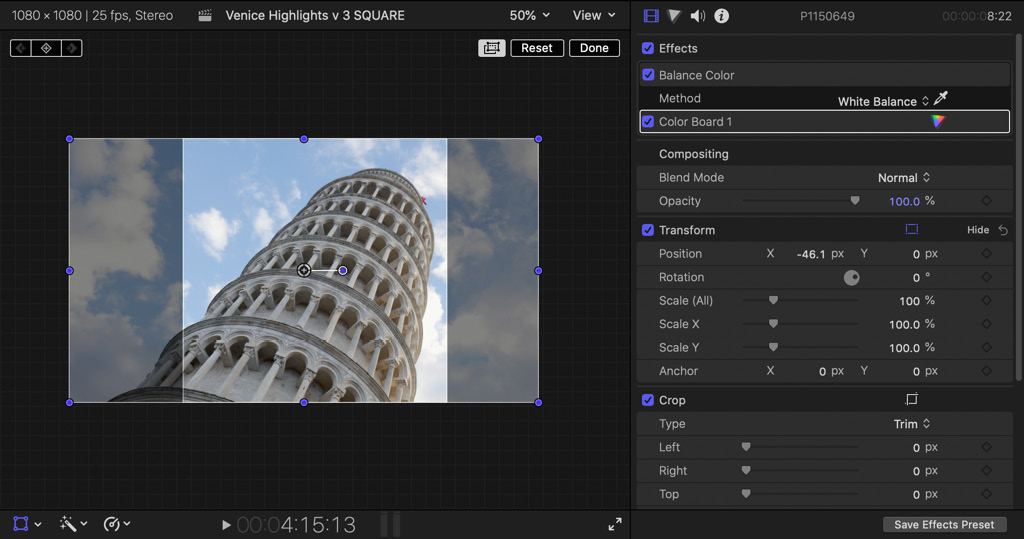 1080 × 1080 | 25 fps, Stereo
Venice Highlights v 3 SQUARE
50%
View
Reset
Done
00:00:04:15:13
P1150649
00:00:08:22
Effects
Balance Color
Method
White Balance
Color Board 1
Compositing
Blend Mode
Normal
Opacity
100.0 %
Transform
Hide
Position X -46.1 px Y 0 px
Rotation 0 °
Scale (All) 100 %
Scale X 100.0 %
Scale Y 100.0 %
Anchor X 0 px Y 0 px
Crop
Type
Trim
Left 0 px
Right 0 px
Top 0 px
Save Effects Preset